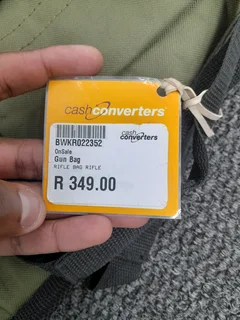 cash converters
cash
converters
BWKR022352
OnSale
Gun Bag
RIFLE BAG RIFLE
R 349.00